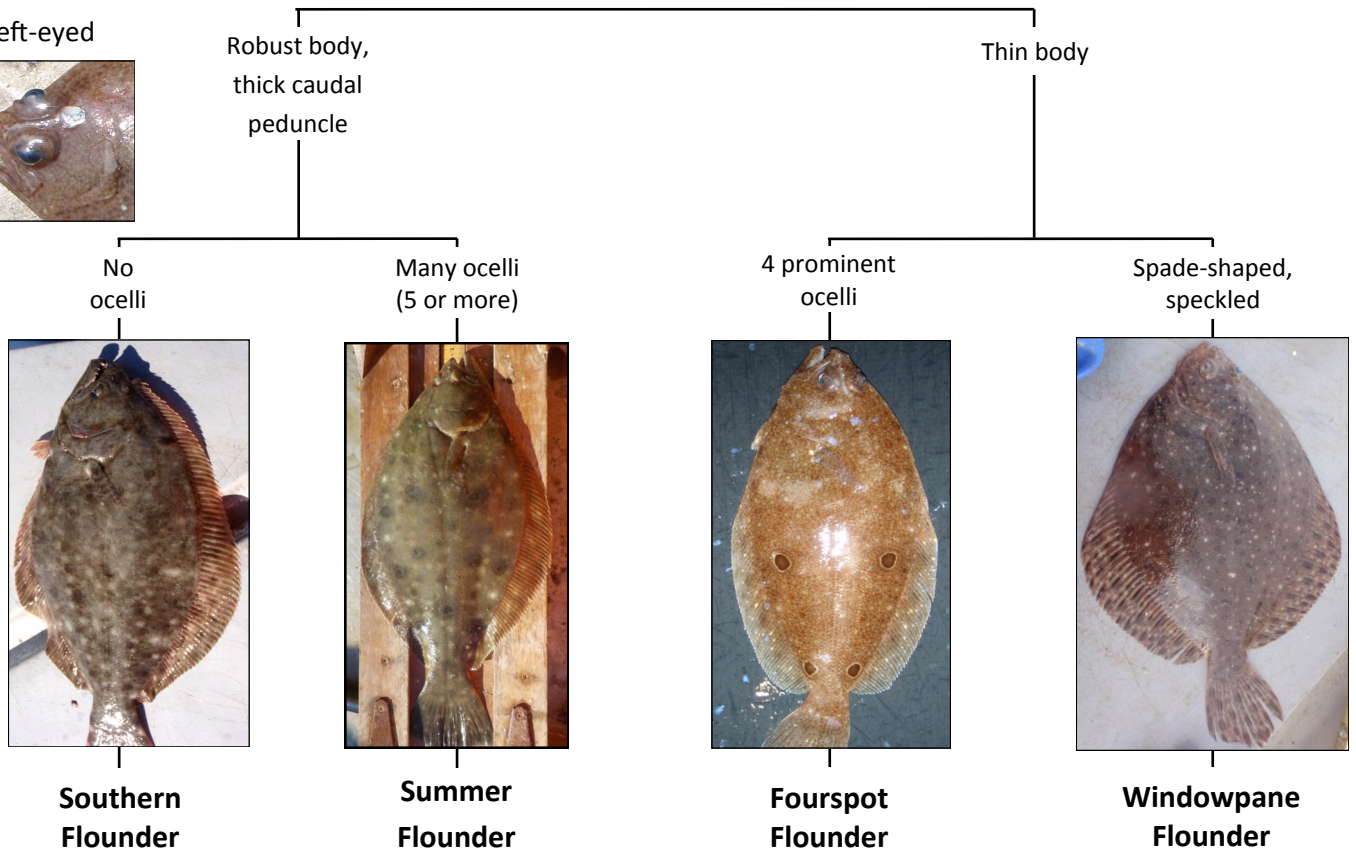 eft-eyed
Robust body,
thick caudal
peduncle
Thin body
No
ocelli
Many ocelli
(5 or more)
4 prominent
ocelli
Spade-shaped,
speckled
Southern
Flounder
Summer
Flounder
Fourspot
Flounder
Windowpane
Flounder